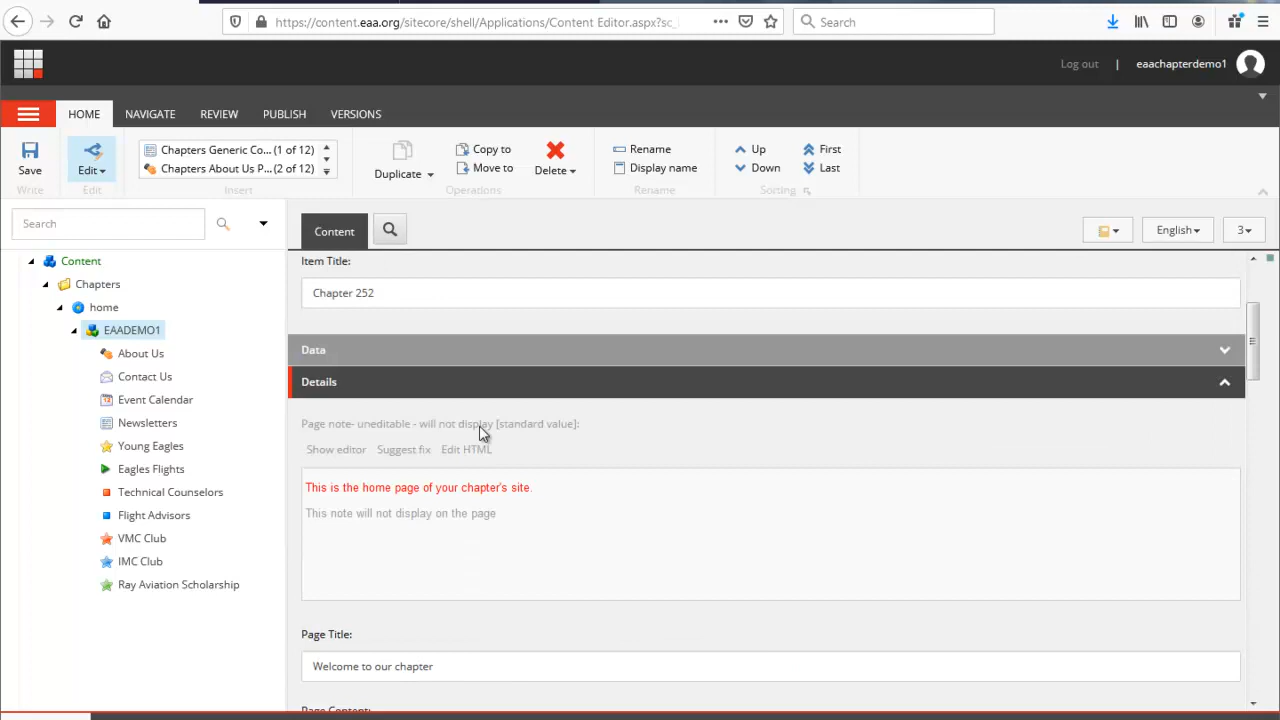 https://content.eaa.org/sitecore/shell/Applications/Content Editor.aspx?sc_
Search
Log out | eaachapterdemo1
HOME NAVIGATE REVIEW PUBLISH VERSIONS
Save
Write
Edit
Edit
Chapters Generic Co... (1 of 12)
Chapters About Us P... (2 of 12)
Insert
Duplicate
Copy to
Move to
Delete
Operations
Rename
Display name
Rename
Up
Down
First
Last
Sorting
Search
Content
Chapters
home
EAADEMO1
About Us
Contact Us
Event Calendar
Newsletters
Young Eagles
Eagles Flights
Technical Counselors
Flight Advisors
VMC Club
IMC Club
Ray Aviation Scholarship
Content
English
3
Item Title:
Chapter 252
Data
Details
Page note- uneditable - will not display [standard value]:
Show editor Suggest fix Edit HTML
This is the home page of your chapter's site.
This note will not display on the page
Page Title:
Welcome to our chapter
Page Content: